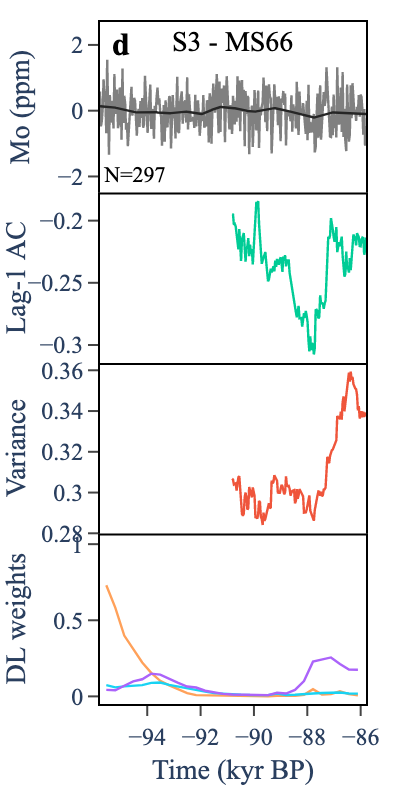 d S3 - MS66
Mo (ppm)
2
0
−2
N=297
Lag-1 AC
−0.2
−0.25
−0.3
Variance
0.36
0.34
0.32
0.3
0.28
DL weights
1
0.5
0
−94 −92 −90 −88 −86
Time (kyr BP)